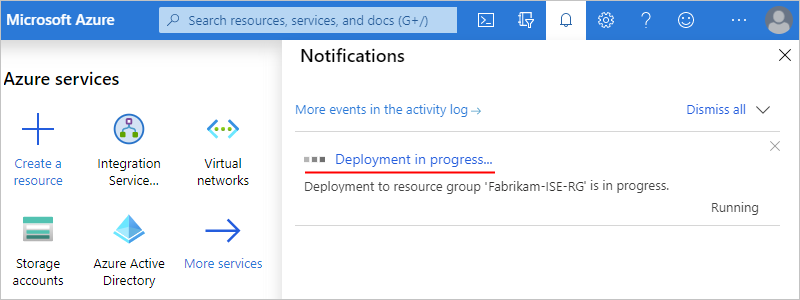 Microsoft Azure
Search resources, services, and docs (G+/)
Azure services
Create a
resource
Integration
Service...
Virtual
networks
Storage
accounts
Azure Active
Directory
More services
Notifications
More events in the activity log →
Dismiss all
Deployment in progress...
Deployment to resource group 'Fabrikam-ISE-RG' is in progress.
Running